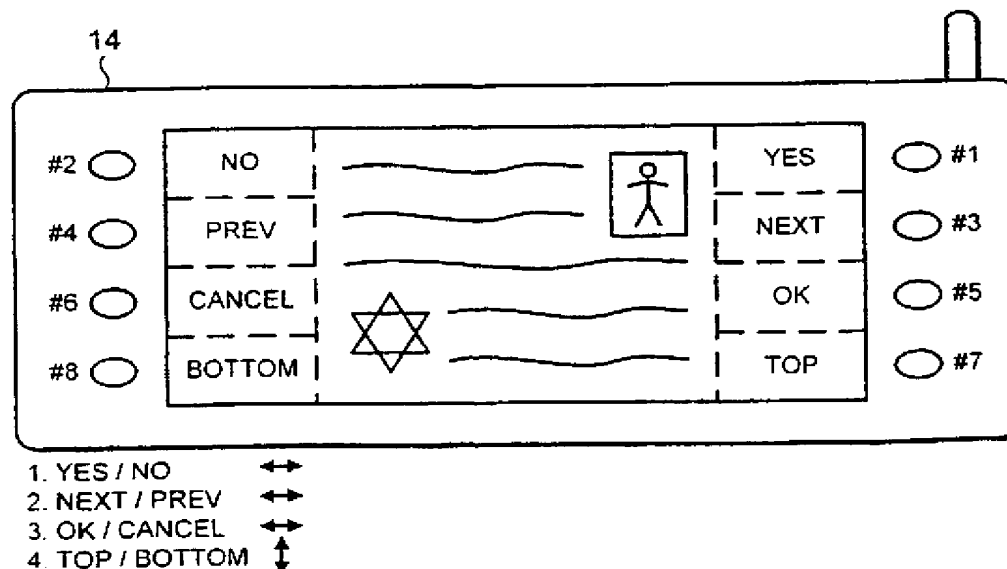 14
#2 NO YES #1
#4 PREV NEXT #3
#6 CANCEL OK #5
#8 BOTTOM TOP #7
1. YES / NO
2. NEXT / PREV
3. OK / CANCEL
4. TOP / BOTTOM